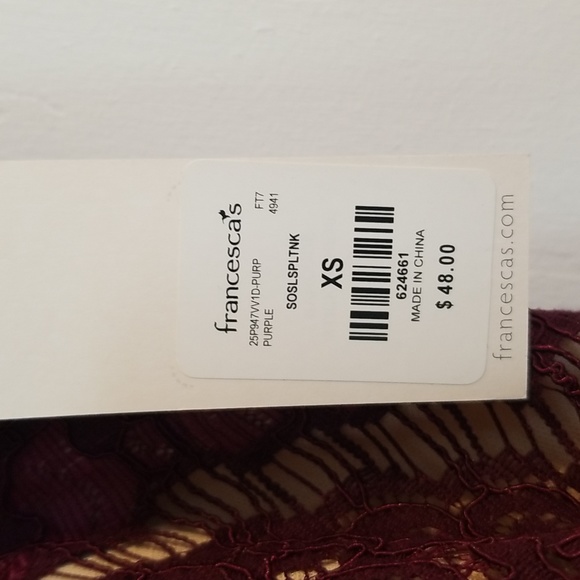 francesca's
25P947VV1D-PURP FT7
PURPLE 4941
SOSLSPLTNK
XS
624661
MADE IN CHINA
$ 48.00
francescas.com